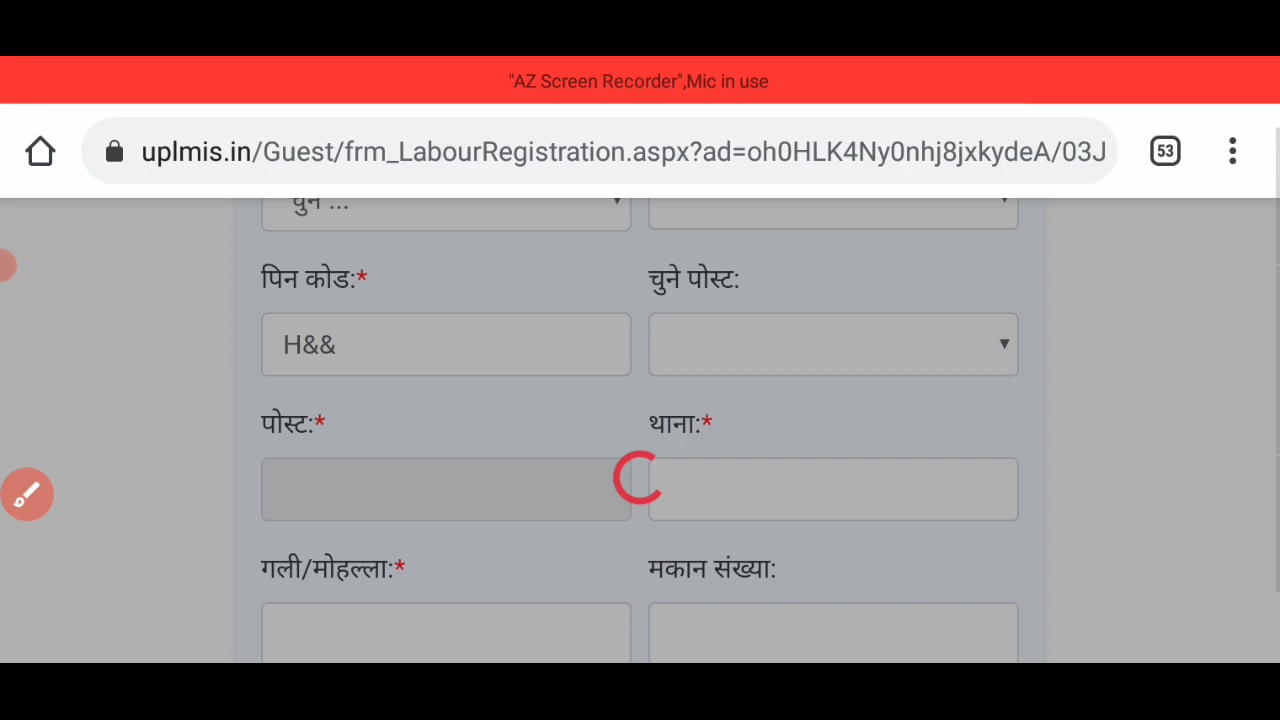 "AZ Screen Recorder",Mic in use
uplmis.in/Guest/frm_LabourRegistration.aspx?ad=oh0HLK4Ny0nhj8jxkydeA/03J
53
चुने ...
पिन कोड:*
चुने पोस्ट:
H&&
पोस्ट:*
थाना:*
गली/मोहल्ला:*
मकान संख्या: